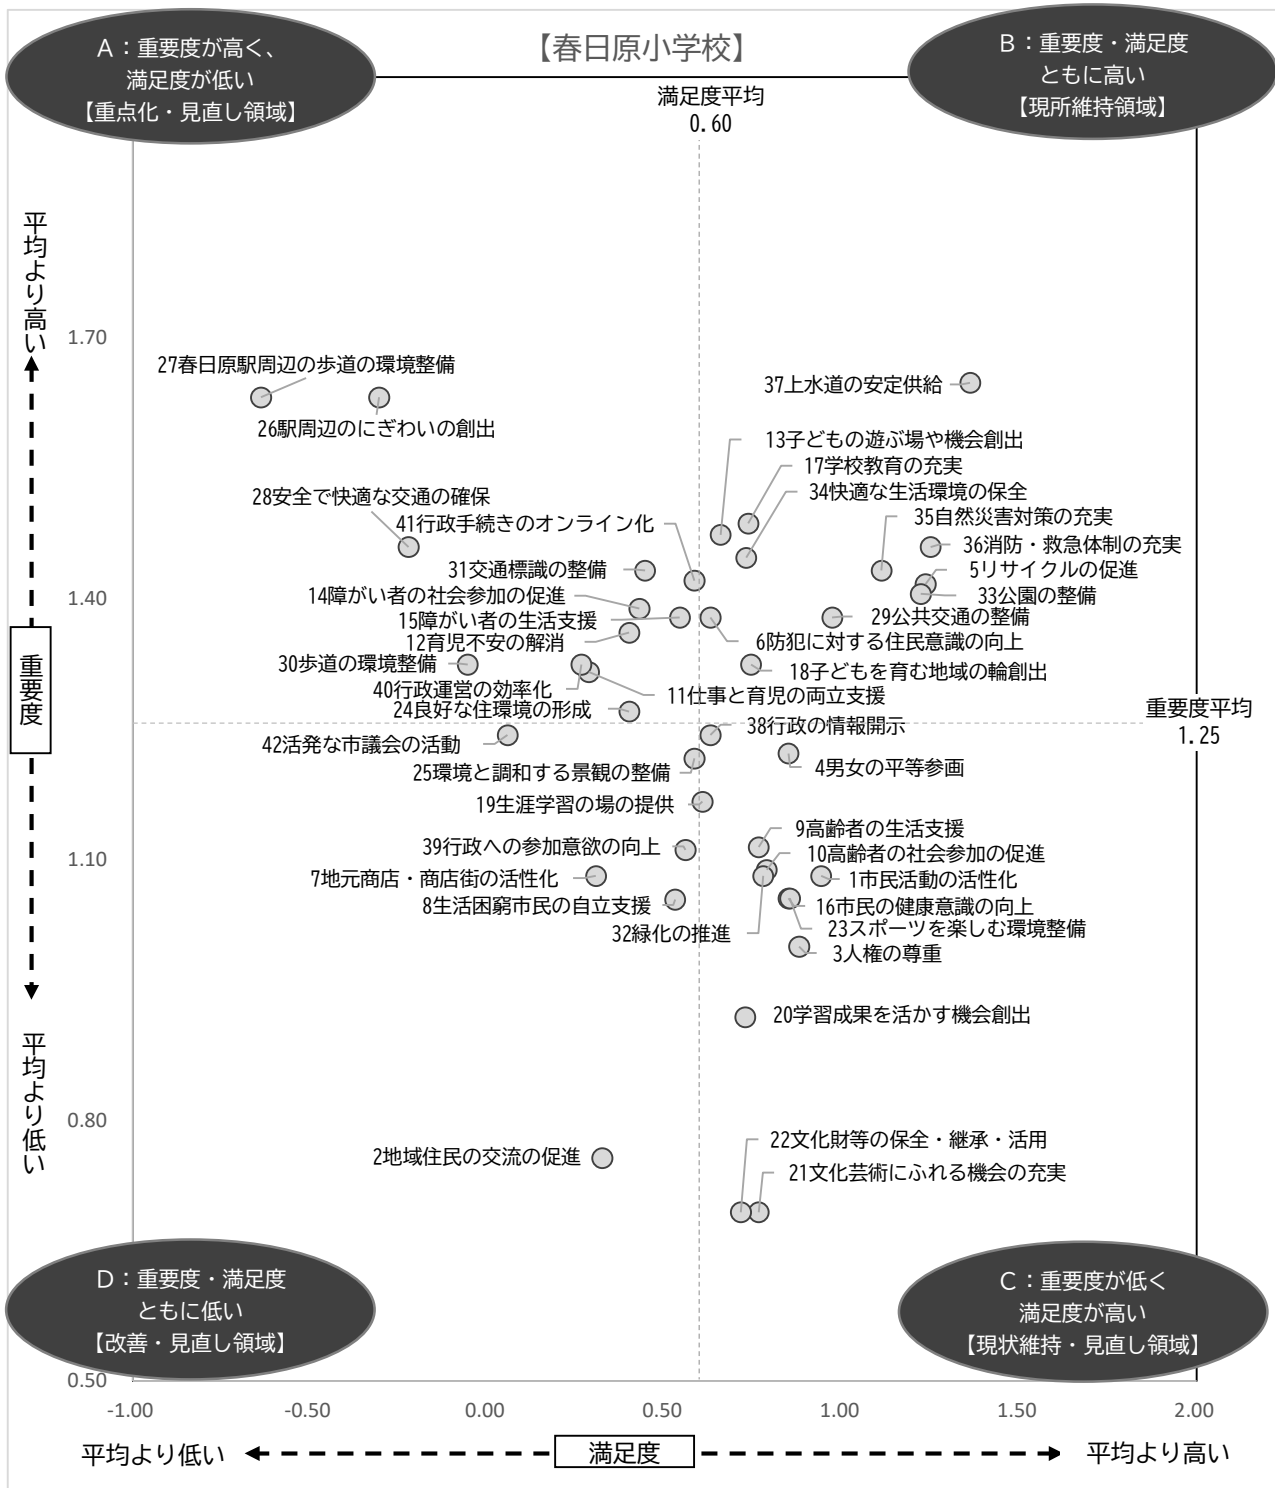 【春日原小学校】
A：重要度が高く、
満足度が低い
【重点化・見直し領域】
B：重要度・満足度
ともに高い
【現所維持領域】
満足度平均
0.60
平均より高い
1.70
27春日原駅周辺の歩道の環境整備
26駅周辺のにぎわいの創出
37上水道の安定供給
13子どもの遊ぶ場や機会創出
17学校教育の充実
34快適な生活環境の保全
28安全で快適な交通の確保
41行政手続きのオンライン化
35自然災害対策の充実
36消防・救急体制の充実
31交通標識の整備
5リサイクルの促進
14障がい者の社会参加の促進
33公園の整備
1.40
15障がい者の生活支援
29公共交通の整備
12育児不安の解消
6防犯に対する住民意識の向上
30歩道の環境整備
18子どもを育む地域の輪創出
40行政運営の効率化
11仕事と育児の両立支援
24良好な住環境の形成
重要度
重要度平均
1.25
38行政の情報開示
42活発な市議会の活動
25環境と調和する景観の整備
4男女の平等参画
19生涯学習の場の提供
9高齢者の生活支援
39行政への参加意欲の向上
10高齢者の社会参加の促進
1.10
7地元商店・商店街の活性化
1市民活動の活性化
8生活困窮市民の自立支援
16市民の健康意識の向上
32緑化の推進
23スポーツを楽しむ環境整備
3人権の尊重
20学習成果を活かす機会創出
平均より低い
0.80
22文化財等の保全・継承・活用
2地域住民の交流の促進
21文化芸術にふれる機会の充実
D：重要度・満足度
ともに低い
【改善・見直し領域】
C：重要度が低く
満足度が高い
【現状維持・見直し領域】
0.50
-1.00
-0.50
0.00
0.50
1.00
1.50
2.00
平均より低い
満足度
平均より高い